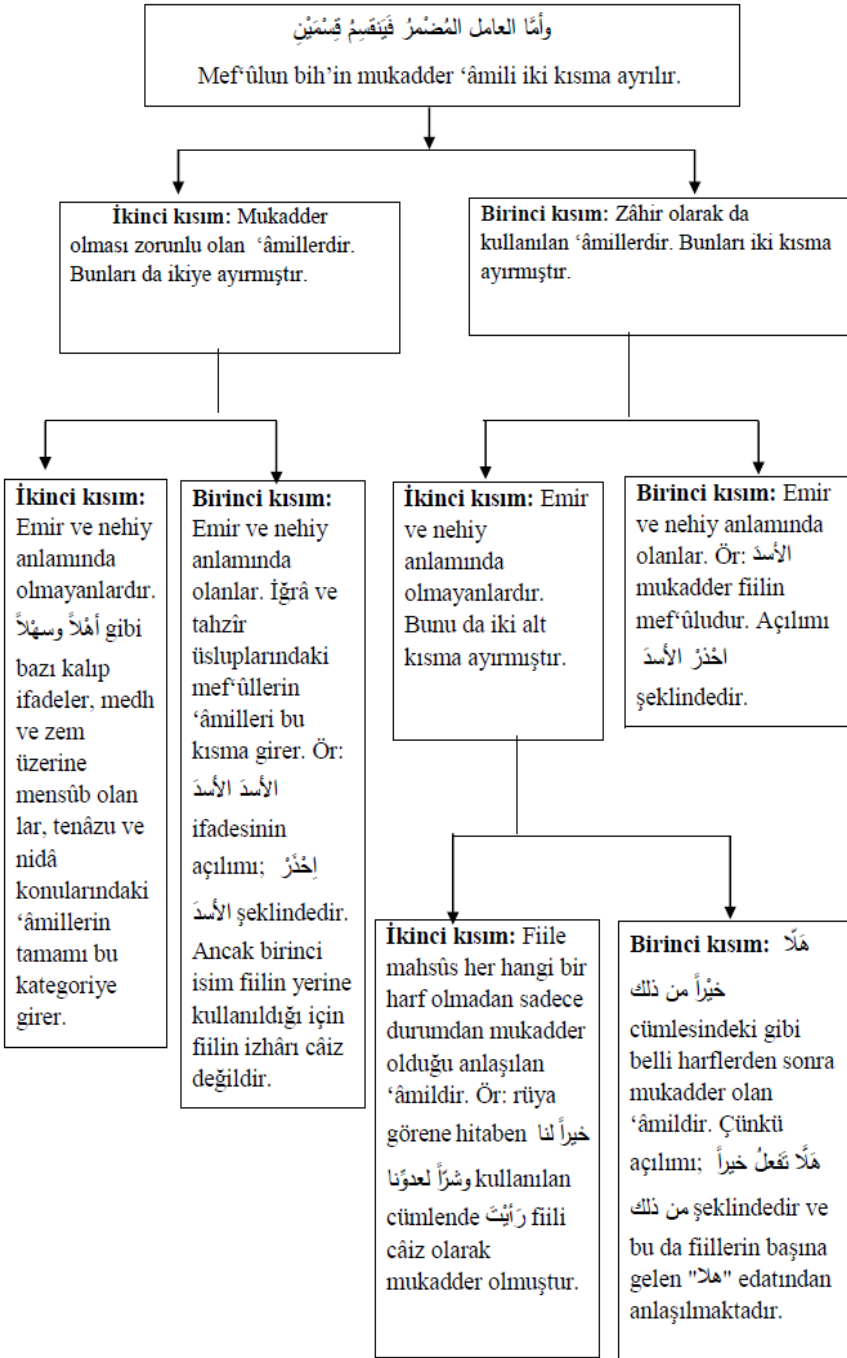 وأمَّا العامل المُضْمرُ فَيَنقسِمُ قِسْمَيْنِ
Mef‘ûlun bih’in mukadder ‘âmili iki kısma ayrılır.
İkinci kısım: Mukadder
olması zorunlu olan ‘âmillerdir.
Bunları da ikiye ayırmıştır.
Birinci kısım: Zâhir olarak da
kullanılan ‘âmillerdir. Bunları iki kısma
ayırmıştır.
İkinci kısım:
Emir ve nehiy
anlamında
olmayanlardır.
أهْلاً وسهْلاً gibi
bazı kalıp
ifadeler, medh
ve zem
üzerine
mensûb olan
lar, tenâzu ve
nidâ
konularındaki
‘âmillerin
tamamı bu
kategoriye
girer.
Birinci kısım:
Emir ve nehiy
anlamında
olanlar. İğrâ ve
tahzîr
üsluplarındaki
mef‘ûllerin
‘âmilleri bu
kısma girer. Ör:
الأسدَ الأسدَ
ifadesinin
açılımı; اِحْذَرْ
الأسدَ şeklindedir.
Ancak birinci
isim fiilin yerine
kullanıldığı için
fiilin izhârı câiz
değildir.
İkinci kısım: Emir
ve nehiy
anlamında
olmayanlardır.
Bunu da iki alt
kısma ayırmıştır.
Birinci kısım: Emir
ve nehiy anlamında
olanlar. Ör: الأسدَ
mukadder fiilin
mef‘ûludur. Açılımı
احْذرْ الأسدَ
şeklindedir.
İkinci kısım: Fiile
mahsûs her hangi bir
harf olmadan sadece
durumdan mukadder
olduğu anlaşılan
‘âmildir. Ör: rüya
görene hitaben خيراً لنا
وشرّاً لعدوِّنا kullanılan
cümlende رَأيْتَ fiili
câiz olarak
mukadder olmuştur.
Birinci kısım: هَلّا
خيْراً من ذلك
cümlesindeki gibi
belli harflerden sonra
mukadder olan
‘âmildir. Çünkü
açılımı; هَلَّا تَفعلُ خيراً
من ذلك şeklindedir ve
bu da fiillerin başına
gelen "هلا" edatından
anlaşılmaktadır.